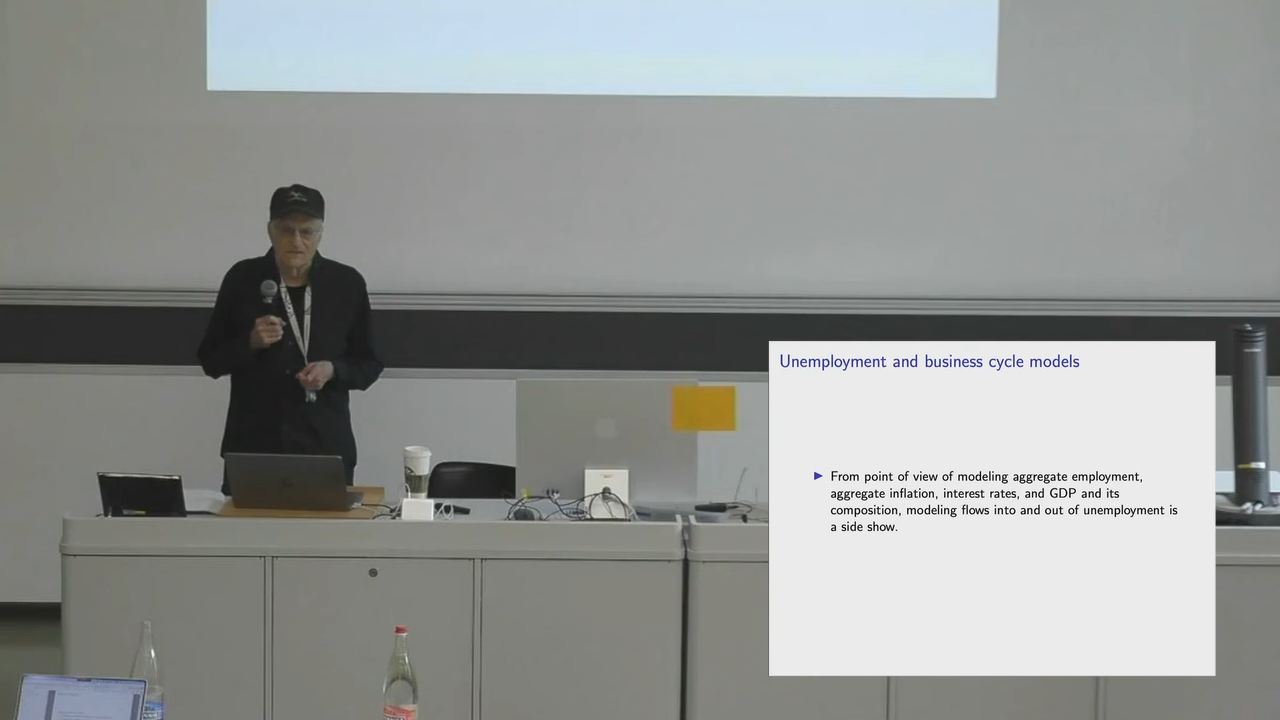 Unemployment and business cycle models
▶ From point of view of modeling aggregate employment,
aggregate inflation, interest rates, and GDP and its
composition, modeling flows into and out of unemployment is
a side show.